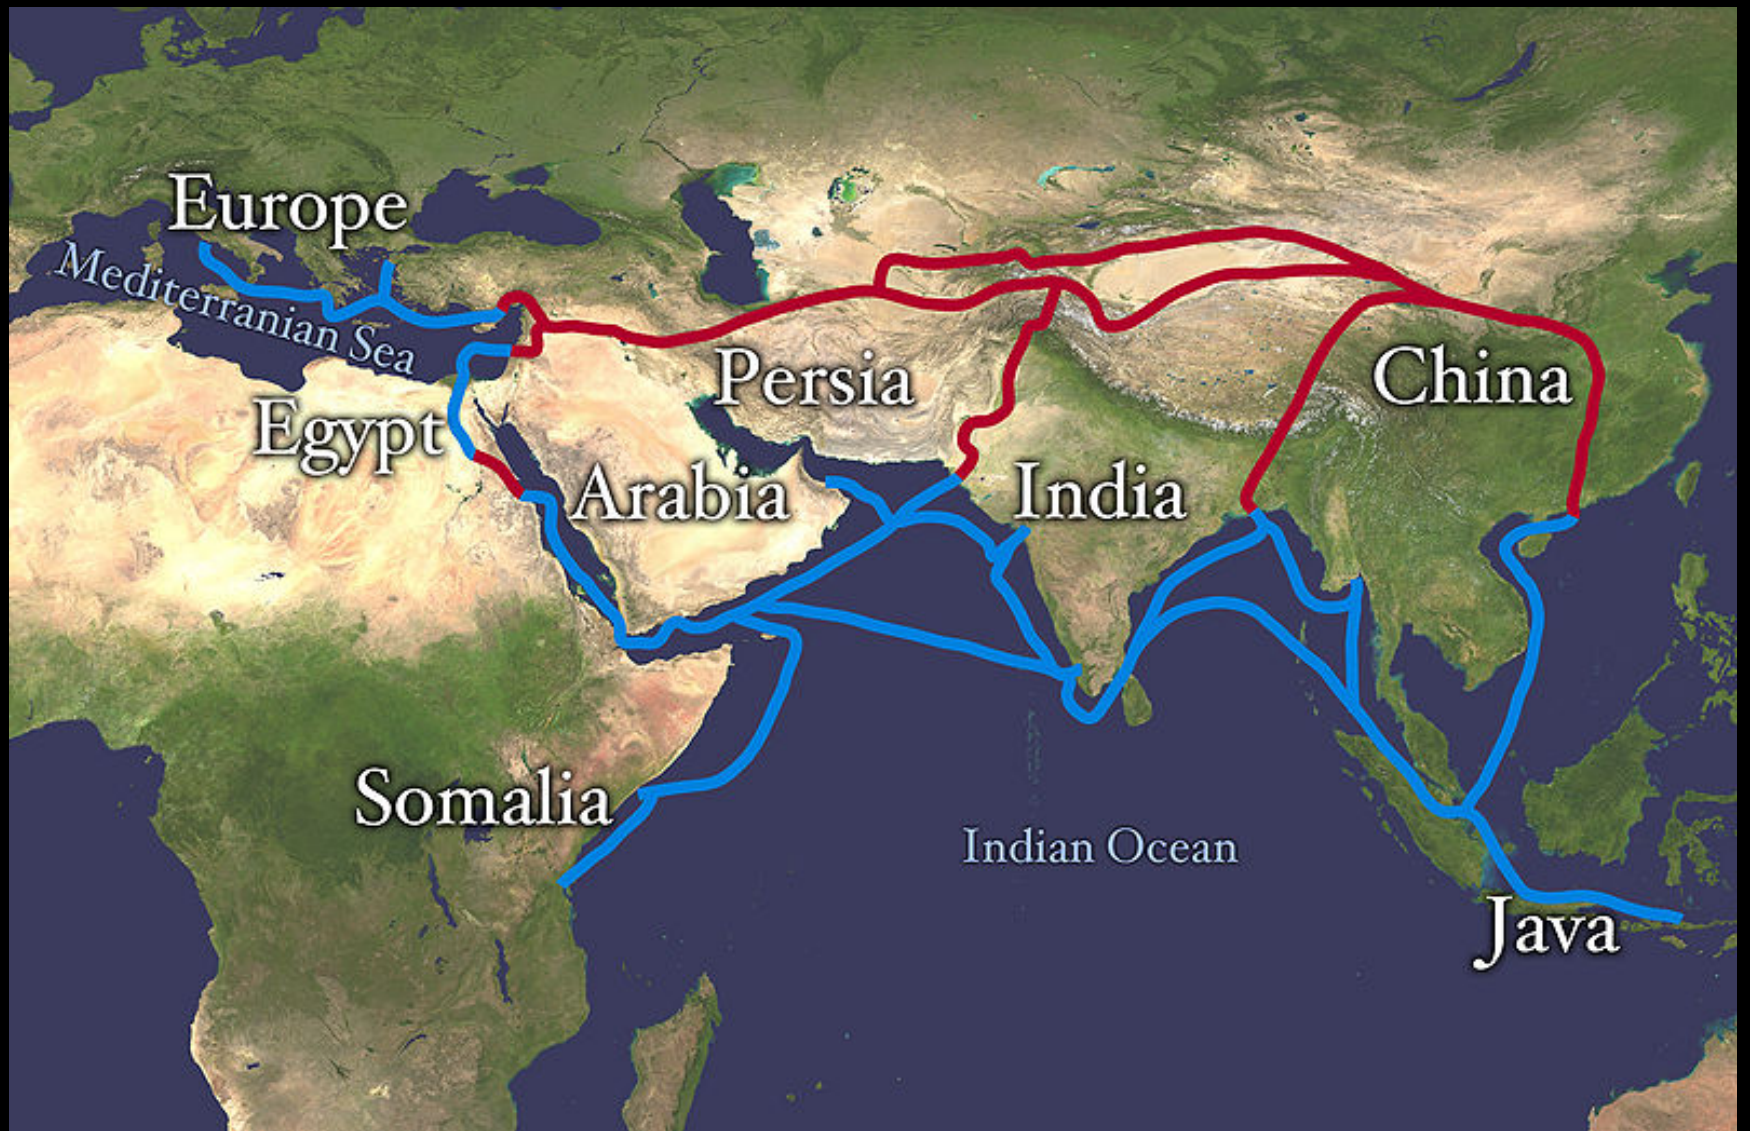 Europe
Mediterranian Sea
Persia
China
Egypt
Arabia
India
Somalia
Indian Ocean
Java